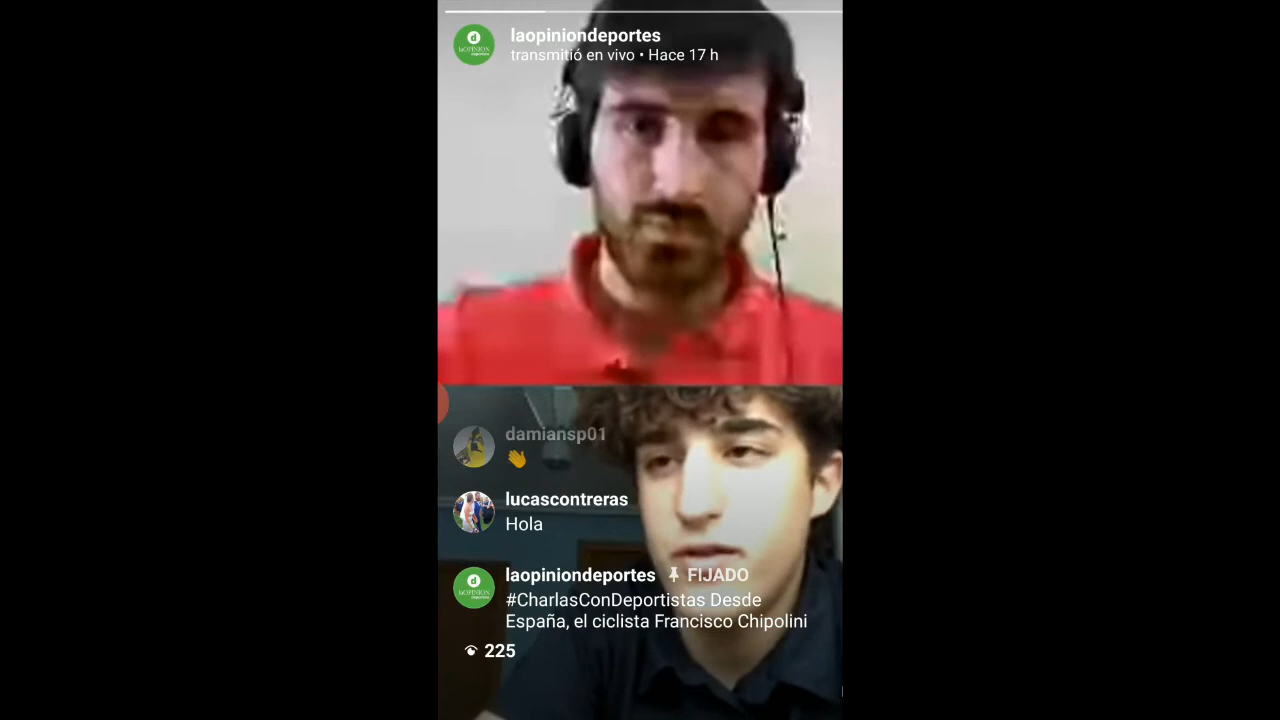 laopiniondeportes
transmitió en vivo • Hace 17 h
damiansp01
lucascontreras
Hola
laopiniondeportes FIJADO
#CharlasConDeportistas Desde
España, el ciclista Francisco Chipolini
225